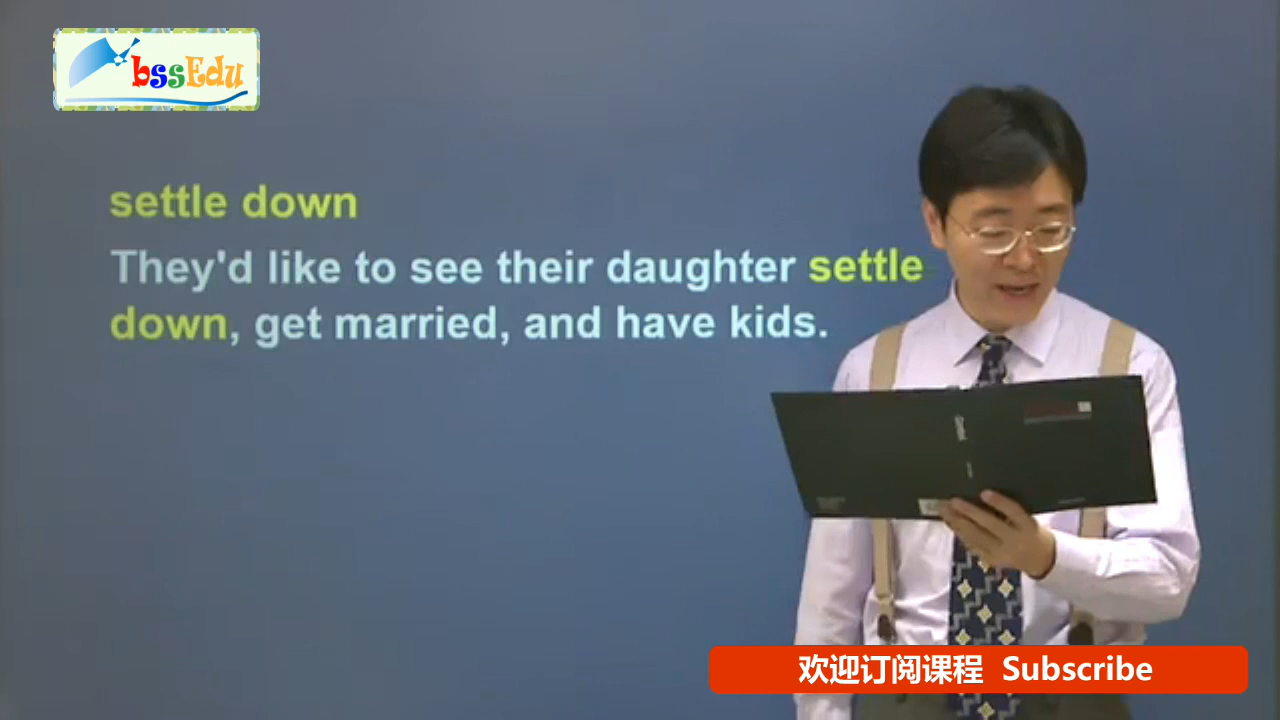 bssEdu
settle down
They'd like to see their daughter settle
down, get married, and have kids.
欢迎订阅课程 Subscribe